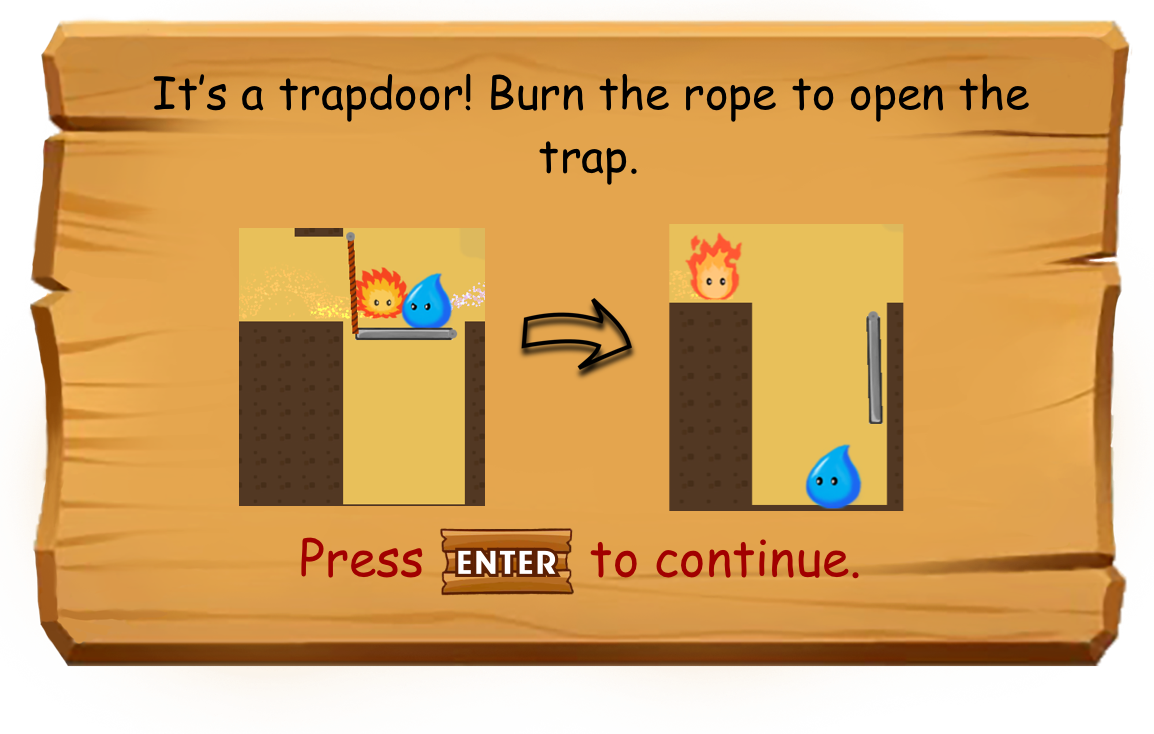 It's a trapdoor! Burn the rope to open the
trap.
Press ENTER to continue.